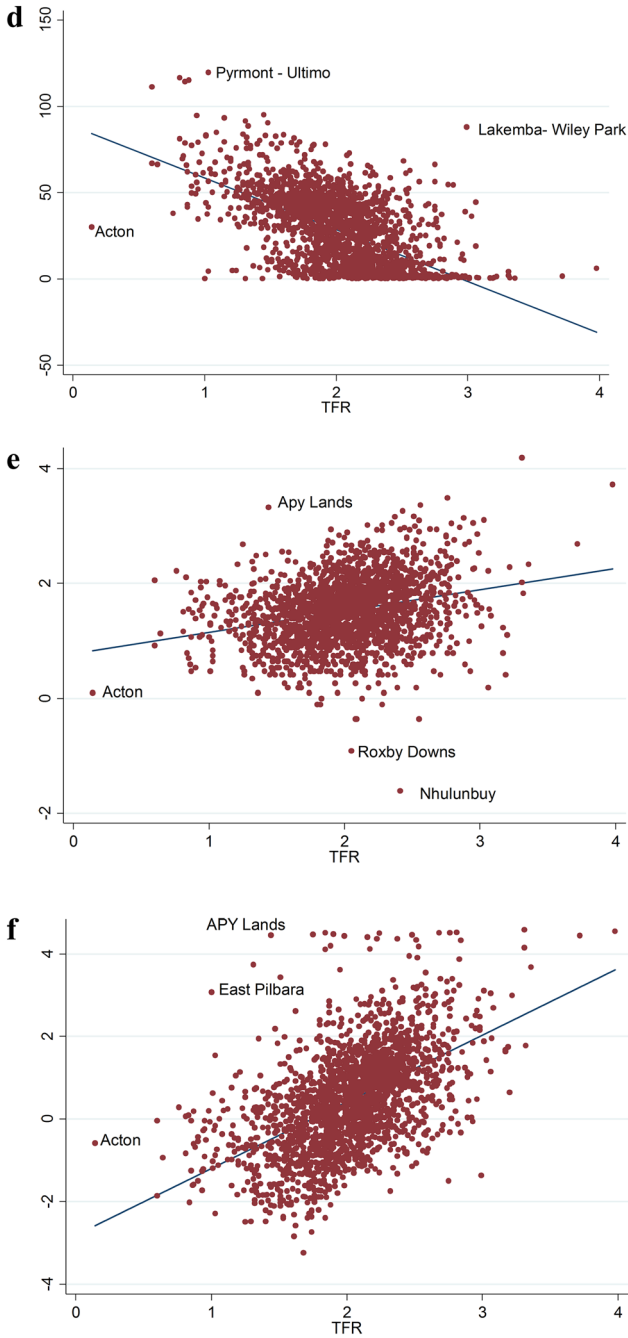 d
150
Pyrmont - Ultimo
100
Lakemba- Wiley Park
50
Acton
0
-50
0 1 2 3 4
TFR
e
4
Apy Lands
2
Acton
0
Roxby Downs
Nhulunbuy
-2
0 1 2 3 4
TFR
f
APY Lands
4
East Pilbara
2
0
Acton
-2
-4
0 1 2 3 4
TFR